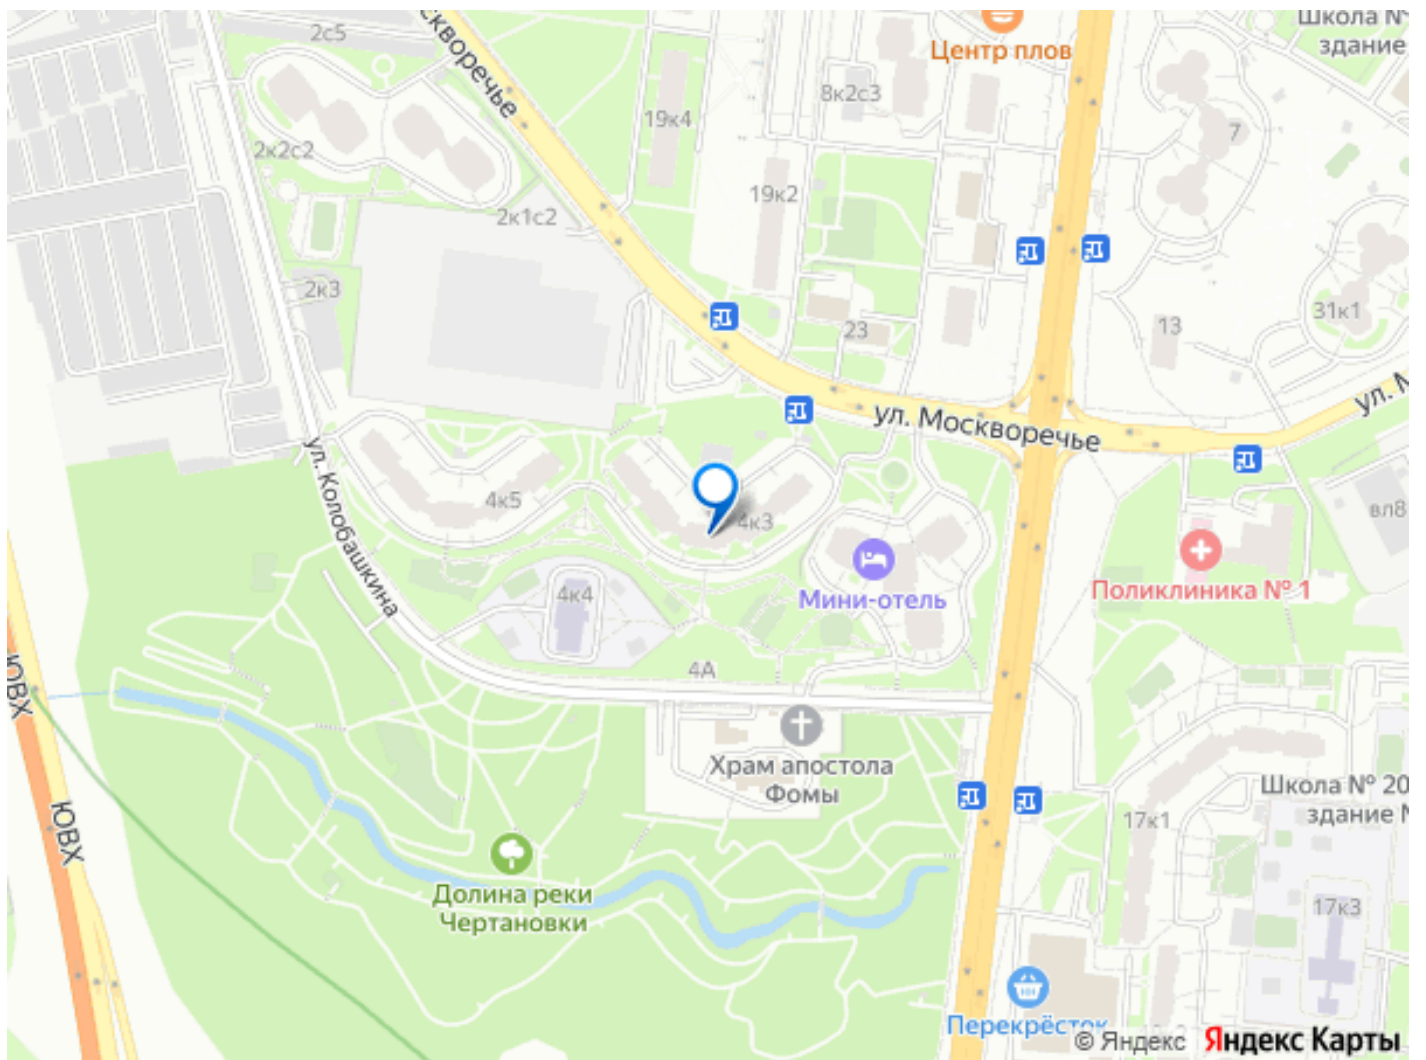 2с5
скворечье
Центр плов
Школа №
здание
8к2с3
19к4
7
2к2с2
19к2
2к1с2
2к3
31к1
23
13
ул. Москворечье
ул. М
ул. Колобашкина
4к5
4к3
вл8
Мини-отель
Поликлиника № 1
4к4
4А
ЮВХ
Храм апостола
Фомы
Школа № 20
здание №
17к1
ЮВХ
Долина реки
Чертановки
17к3
Перекрёсток
© Яндекс Яндекс Карты